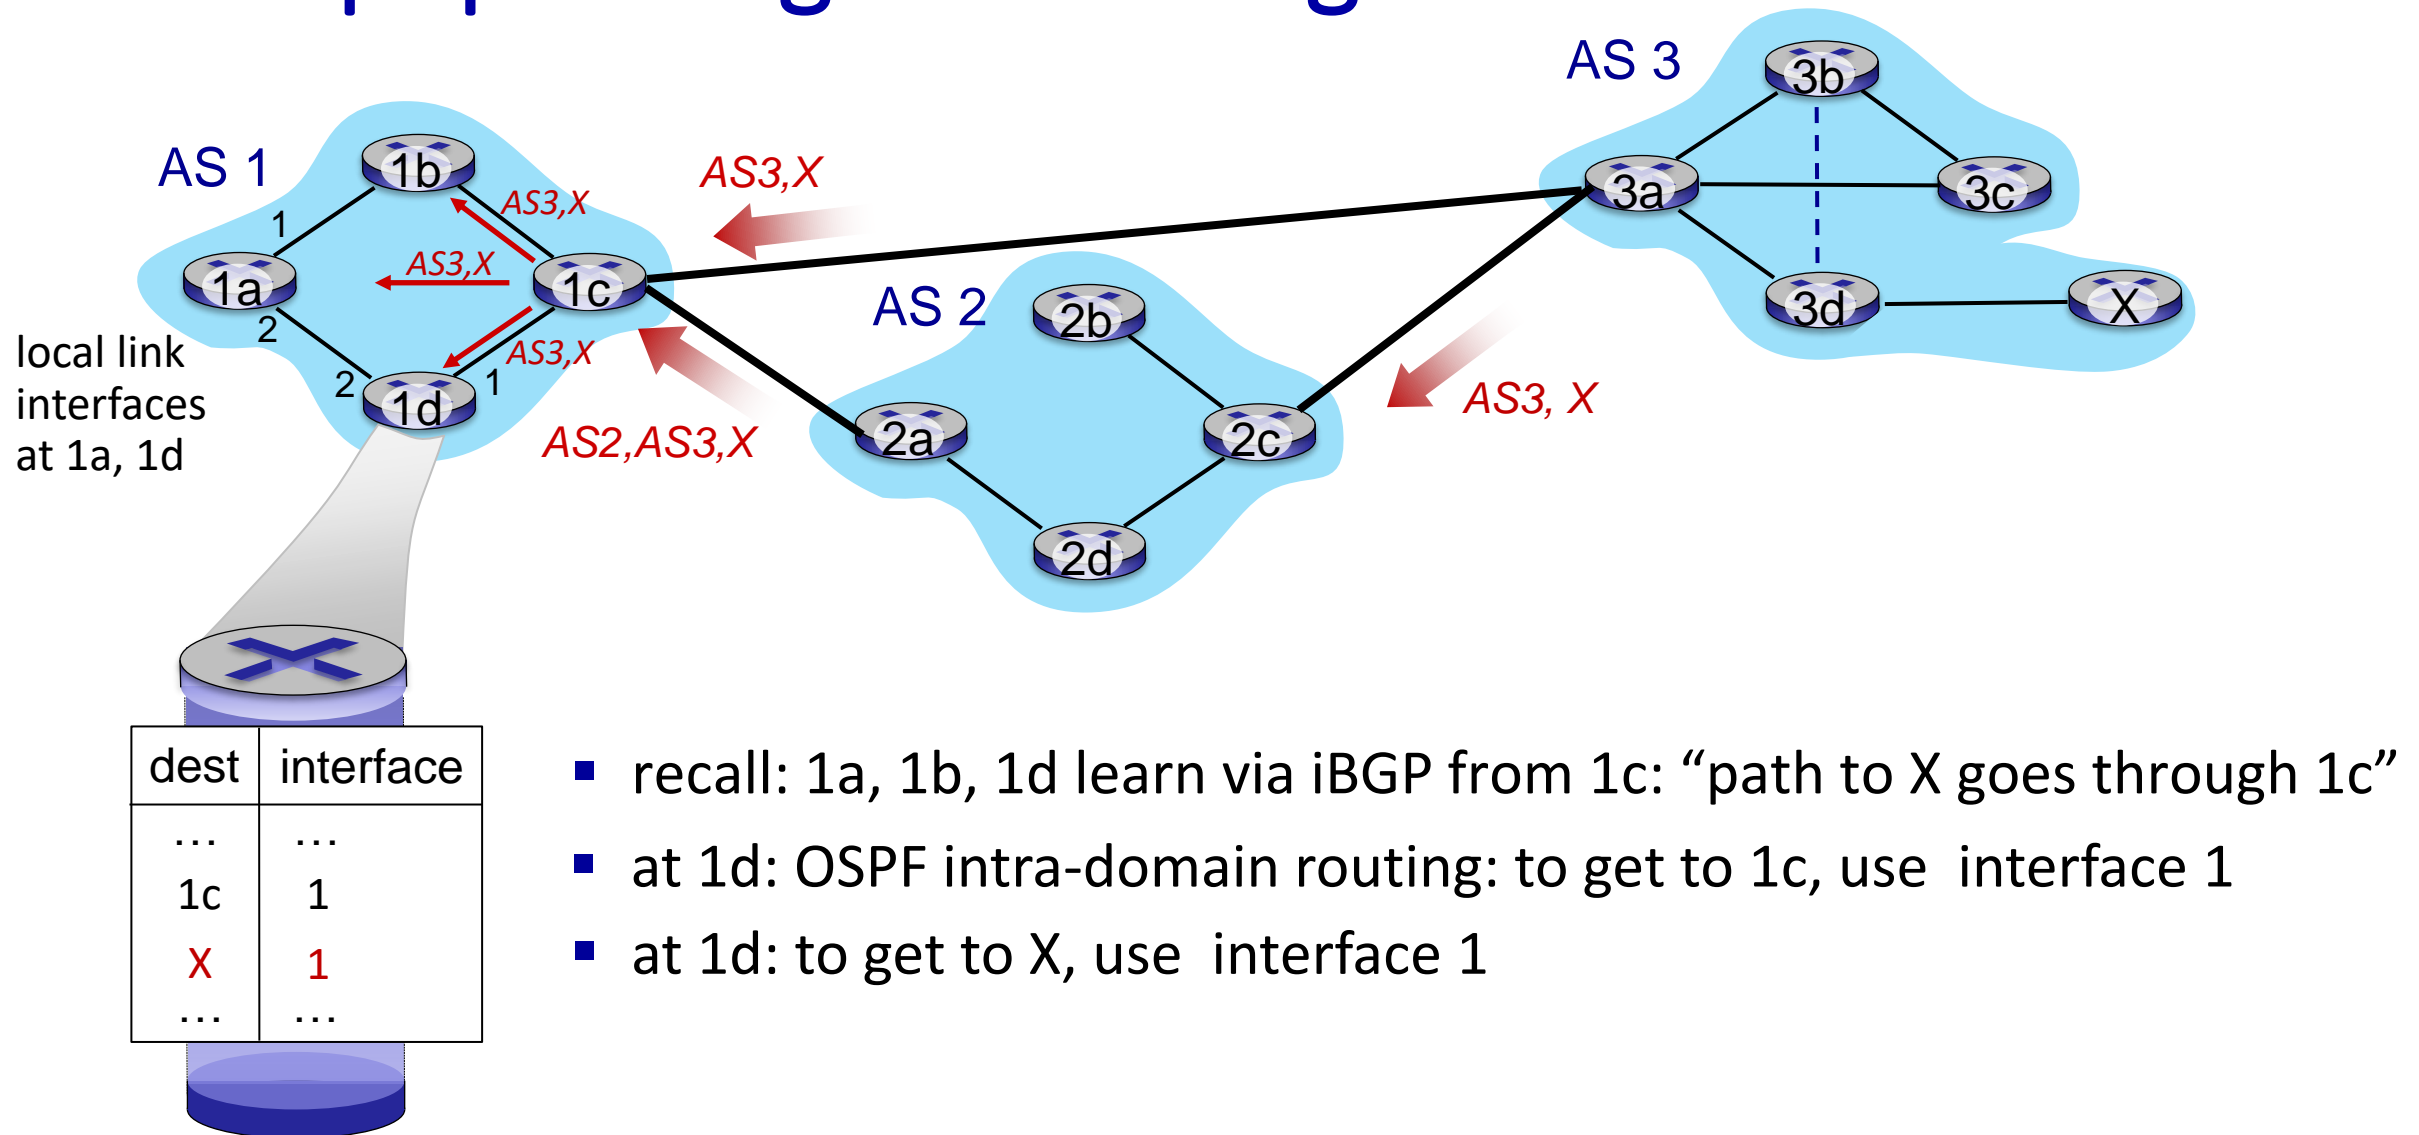 AS 3
3b
3a
3c
3d
X
AS 1
1b
1
AS3,X
AS3,X
1a
AS3,X
1c
2
2
AS3,X
1
1d
local link
interfaces
at 1a, 1d
AS2,AS3,X
AS 2
2b
2a
2c
2d
AS3, X
dest interface
... ...
1c 1
X 1
... ...
▪ recall: 1a, 1b, 1d learn via iBGP from 1c: “path to X goes through 1c”
▪ at 1d: OSPF intra-domain routing: to get to 1c, use interface 1
▪ at 1d: to get to X, use interface 1